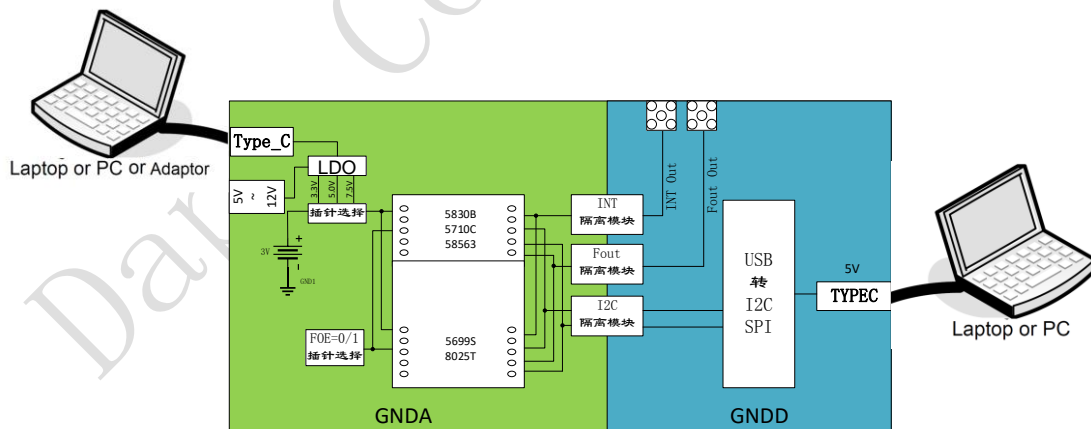 Laptop or PC or Adaptor
Type_C
5V
~
12V
LDO
3.3V
5.0V
7.5V
插针选择
3V
+
GND1
FOE=0/1
插针选择
5830B
5710C
58563
5699S
8025T
INT
隔离模块
Fout
隔离模块
I2C
隔离模块
INT Out
Fout Out
USB
转
I2C
SPI
5V
TYPEC
Laptop or PC
GNDA
GNDD